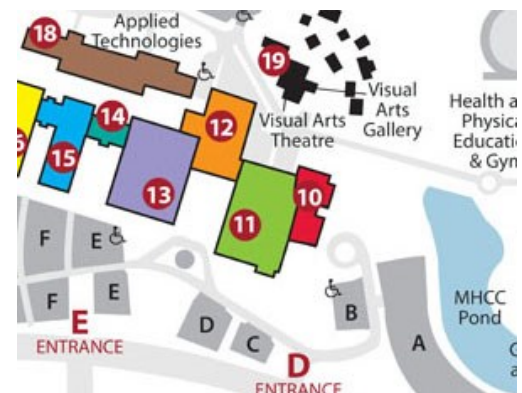 18
Applied
Technologies
19
Visual
Arts
Gallery
Visual Arts
Theatre
Health a
Physica
Educatio
& Gym
14
12
15
13
10
11
F
E
F
E
D
C
B
A
MHCC
Pond
E
ENTRANCE
D
ENTRANCE